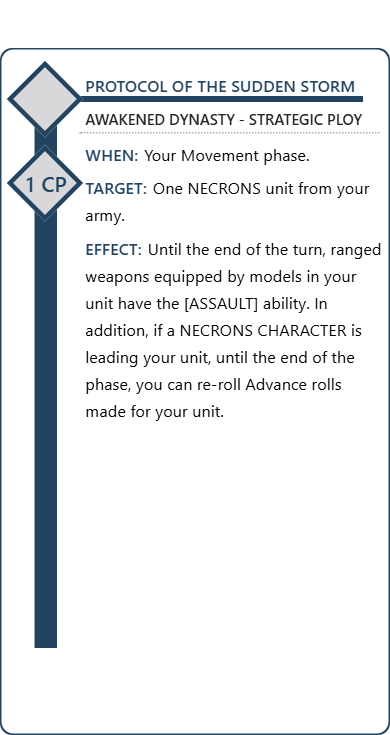 PROTOCOL OF THE SUDDEN STORM
AWAKENED DYNASTY - STRATEGIC PLOY
1 CP
WHEN: Your Movement phase.
TARGET: One NECRONS unit from your
army.
EFFECT: Until the end of the turn, ranged
weapons equipped by models in your
unit have the [ASSAULT] ability. In
addition, if a NECRONS CHARACTER is
leading your unit, until the end of the
phase, you can re-roll Advance rolls
made for your unit.